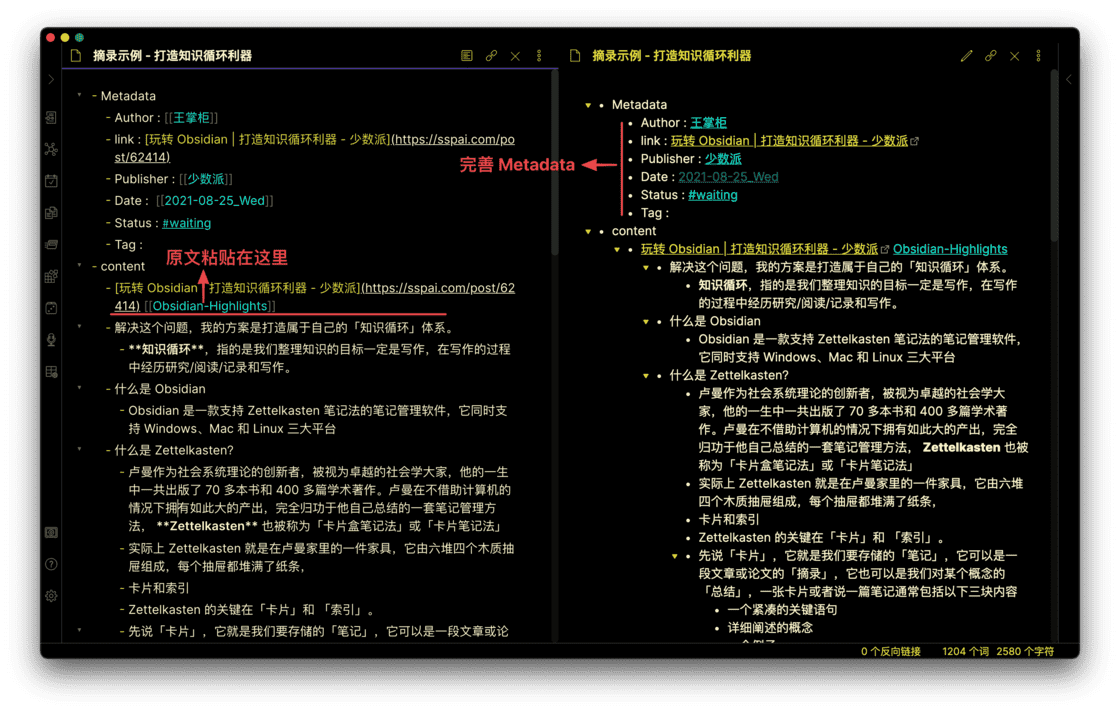 摘录示例 - 打造知识循环利器
- Metadata
- Author : [[王掌柜]]
- link : [玩转 Obsidian | 打造知识循环利器 - 少数派](https://sspai.com/po
st/62414)
- Publisher : [[少数派]]
- Date : [[2021-08-25_Wed]]
- Status : #waiting
- Tag :
原文粘贴在这里
- content
- [玩转 Obsidian | 打造知识循环利器 - 少数派](https://sspai.com/post/62
414) [[Obsidian-Highlights]]
- 解决这个问题，我的方案是打造属于自己的「知识循环」体系。
- **知识循环**，指的是我们整理知识的目标一定是写作，在写作的过程
中经历研究/阅读/记录和写作。
- 什么是 Obsidian
- Obsidian 是一款支持 Zettelkasten 笔记法的笔记管理软件，它同时支
持 Windows、Mac 和 Linux 三大平台
- 什么是 Zettelkasten?
- 卢曼作为社会系统理论的创新者，被视为卓越的社会学大家，他的一生
中一共出版了 70 多本书和 400 多篇学术著作。卢曼在不借助计算机的
情况下拥有如此大的产出，完全归功于他自己总结的一套笔记管理方
法， **Zettelkasten** 也被称为「卡片盒笔记法」或「卡片笔记法」
- 实际上 Zettelkasten 就是在卢曼家里的一件家具，它由六堆四个木质抽
屉组成，每个抽屉都堆满了纸条，
- 卡片和索引
- Zettelkasten 的关键在「卡片」和 「索引」。
- 先说「卡片」，它就是我们要存储的「笔记」，它可以是一段文章或论
摘录示例 - 打造知识循环利器
• Metadata
• Author : 王掌柜
• link : 玩转 Obsidian | 打造知识循环利器 - 少数派
• Publisher : 少数派
完善 Metadata
• Date : 2021-08-25_Wed
• Status : #waiting
• Tag :
• content
• 玩转 Obsidian | 打造知识循环利器 - 少数派 Obsidian-Highlights
• 解决这个问题，我的方案是打造属于自己的「知识循环」体系。
• 知识循环，指的是我们整理知识的目标一定是写作，在写作
的过程中经历研究/阅读/记录和写作。
• 什么是 Obsidian
• Obsidian 是一款支持 Zettelkasten 笔记法的笔记管理软件，
它同时支持 Windows、Mac 和 Linux 三大平台
• 什么是 Zettelkasten?
• 卢曼作为社会系统理论的创新者，被视为卓越的社会学大
家，他的一生中一共出版了 70 多本书和 400 多篇学术著
作。卢曼在不借助计算机的情况下拥有如此大的产出，完全
归功于他自己总结的一套笔记管理方法， Zettelkasten 也被
称为「卡片盒笔记法」或「卡片笔记法」
• 实际上 Zettelkasten 就是在卢曼家里的一件家具，它由六堆
四个木质抽屉组成，每个抽屉都堆满了纸条，
• 卡片和索引
• Zettelkasten 的关键在「卡片」和 「索引」。
• 先说「卡片」，它就是我们要存储的「笔记」，它可以是一
段文章或论文的「摘录」，它也可以是我们对某个概念的
「总结」，一张卡片或者说一篇笔记通常包括以下三块内容
• 一个紧凑的关键语句
• 详细阐述的概念
0 个反向链接 1204 个词 2580 个字符